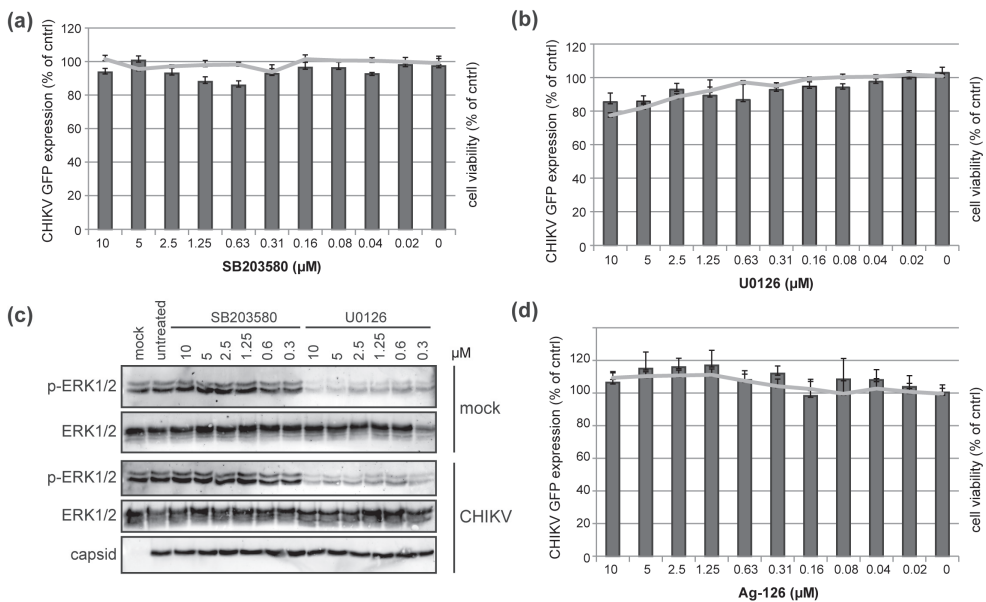 (a)
120
100
80
60
40
20
0
CHIKV GFP expression (% of cntrl)
cell viability (% of cntrl)
10 5 2.5 1.25 0.63 0.31 0.16 0.08 0.04 0.02 0
SB203580 (µM)
(b)
120
100
80
60
40
20
0
CHIKV GFP expression (% of cntrl)
cell viability (% of cntrl)
10 5 2.5 1.25 0.63 0.31 0.16 0.08 0.04 0.02 0
U0126 (µM)
(c)
SB203580 U0126
mock untreated 10 5 2.5 1.25 0.6 0.3 10 5 2.5 1.25 0.6 0.3 µM
p-ERK1/2
ERK1/2
mock
p-ERK1/2
ERK1/2
capsid
CHIKV
(d)
120
100
80
60
40
20
0
CHIKV GFP expression (% of cntrl)
cell viability (% of cntrl)
10 5 2.5 1.25 0.63 0.31 0.16 0.08 0.04 0.02 0
Ag-126 (µM)